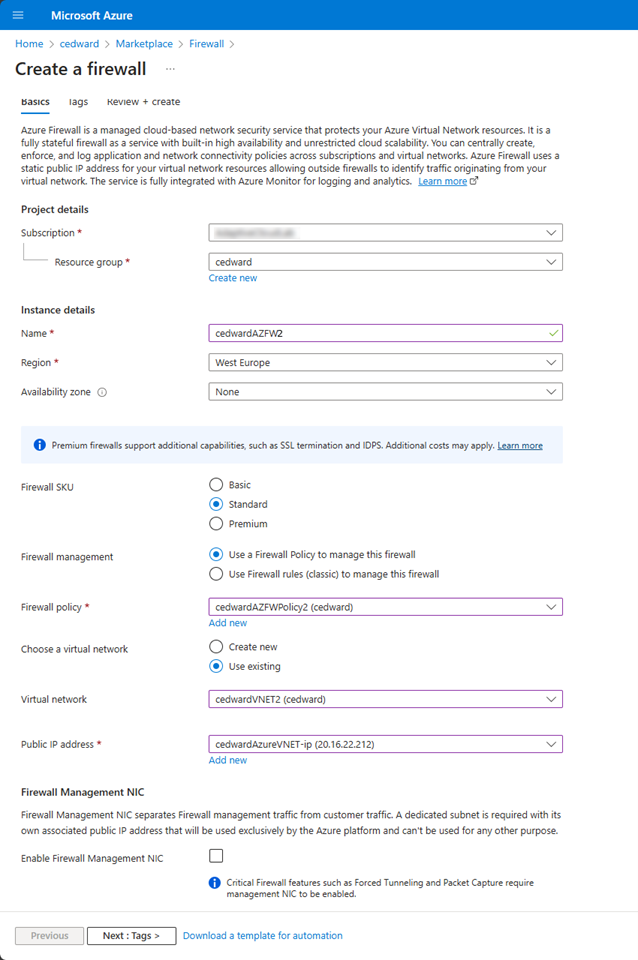 Microsoft Azure
Home > cedward > Marketplace > Firewall >
Create a firewall ...
Basics Tags Review + create
Azure Firewall is a managed cloud-based network security service that protects your Azure Virtual Network resources. It is a
fully stateful firewall as a service with built-in high availability and unrestricted cloud scalability. You can centrally create,
enforce, and log application and network connectivity policies across subscriptions and virtual networks. Azure Firewall uses a
static public IP address for your virtual network resources allowing outside firewalls to identify traffic originating from your
virtual network. The service is fully integrated with Azure Monitor for logging and analytics. Learn more
Project details
Subscription *
Resource group * cedward
Create new
Instance details
Name * cedwardAZFW2
Region * West Europe
Availability zone None
Premium firewalls support additional capabilities, such as SSL termination and IDPS. Additional costs may apply. Learn more
Firewall SKU Basic
Standard
Premium
Firewall management Use a Firewall Policy to manage this firewall
Use Firewall rules (classic) to manage this firewall
Firewall policy * cedwardAZFWPolicy2 (cedward)
Add new
Choose a virtual network Create new
Use existing
Virtual network cedwardVNET2 (cedward)
Public IP address * cedwardAzureVNET-ip (20.16.22.212)
Add new
Firewall Management NIC
Firewall Management NIC separates Firewall management traffic from customer traffic. A dedicated subnet is required with its
own associated public IP address that will be used exclusively by the Azure platform and can't be used for any other purpose.
Enable Firewall Management NIC
Critical Firewall features such as Forced Tunneling and Packet Capture require
management NIC to be enabled.
Previous Next : Tags > Download a template for automation